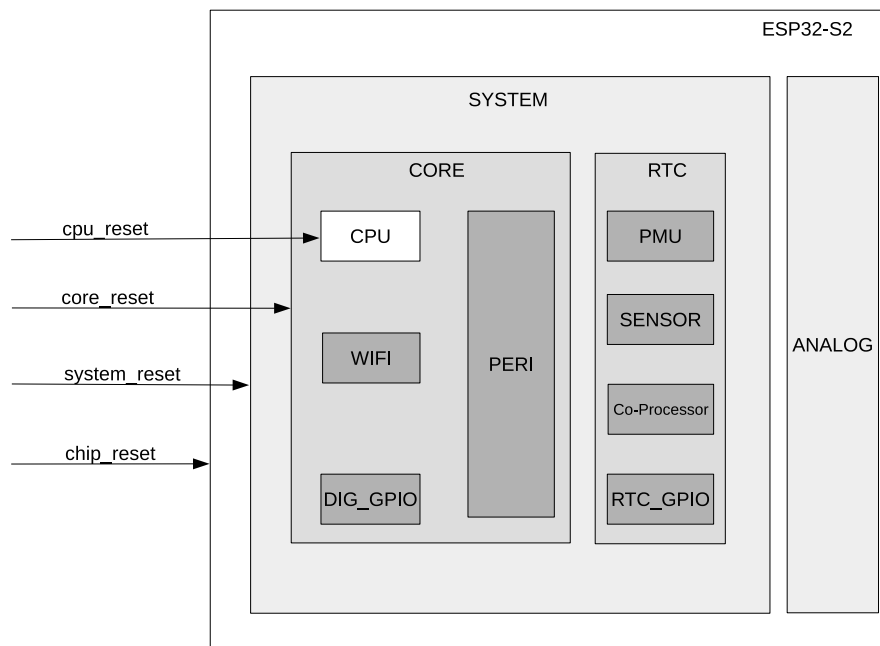 ESP32-S2
SYSTEM
CORE
RTC
cpu_reset
CPU
PMU
core_reset
SENSOR
WIFI
PERI
ANALOG
system_reset
Co-Processor
chip_reset
DIG_GPIO
RTC_GPIO